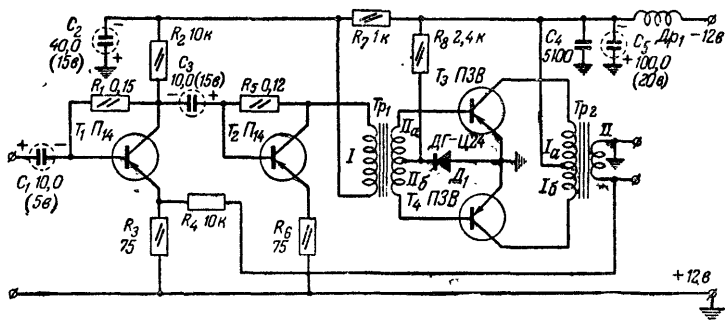 C2
40,0
(15в)
R2 10к
R7 1к
R8 2,4к
C4
5100
C5
100,0
(20в)
Др1 -12в
C3
10,0 (15в)
R1 0,15
R5 0,12
T3 П3В
Тр1
Тр2
T1 П14
T2 П14
I
IIа
IIб
ДГ-Ц24
Д1
Iа
Iб
II
C1 10,0
(5в)
T4 П3В
R3
75
R4 10к
R6
75
+12в